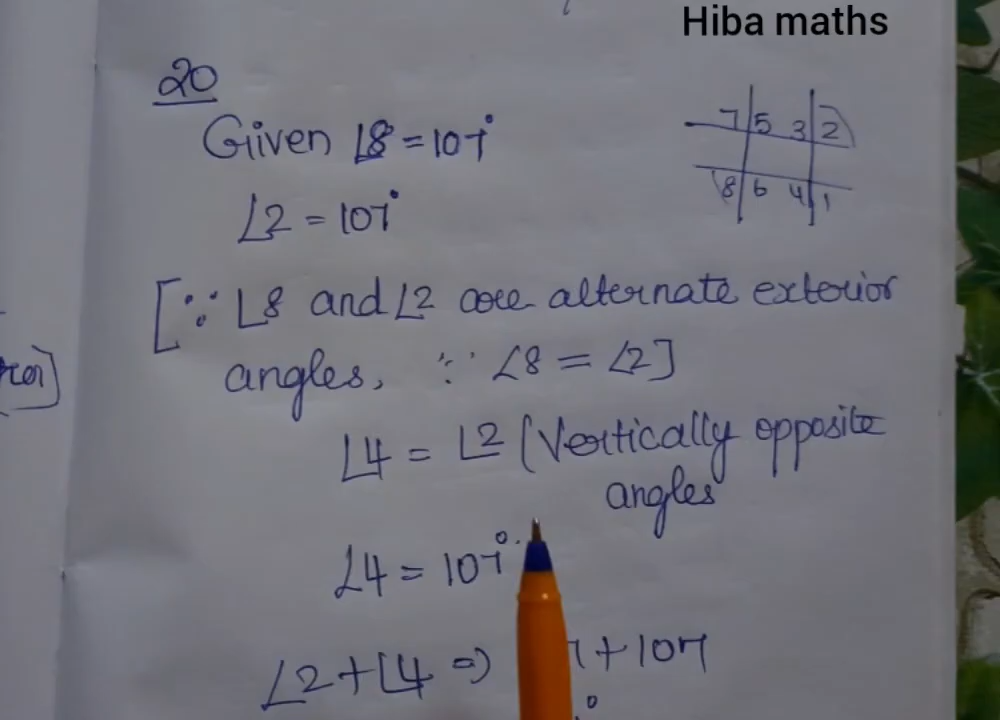 Hiba maths
20
Given ∠8 = 107°
7 5 3 2
8 6 4 1
∠2 = 107°
[∵ ∠8 and ∠2 are alternate exterior
angles, ∵ ∠8 = ∠2]
∠4 = ∠2 (Vertically opposite
angles
∠4 = 107°.
∠2 + ∠4 ⇒ 7 + 107